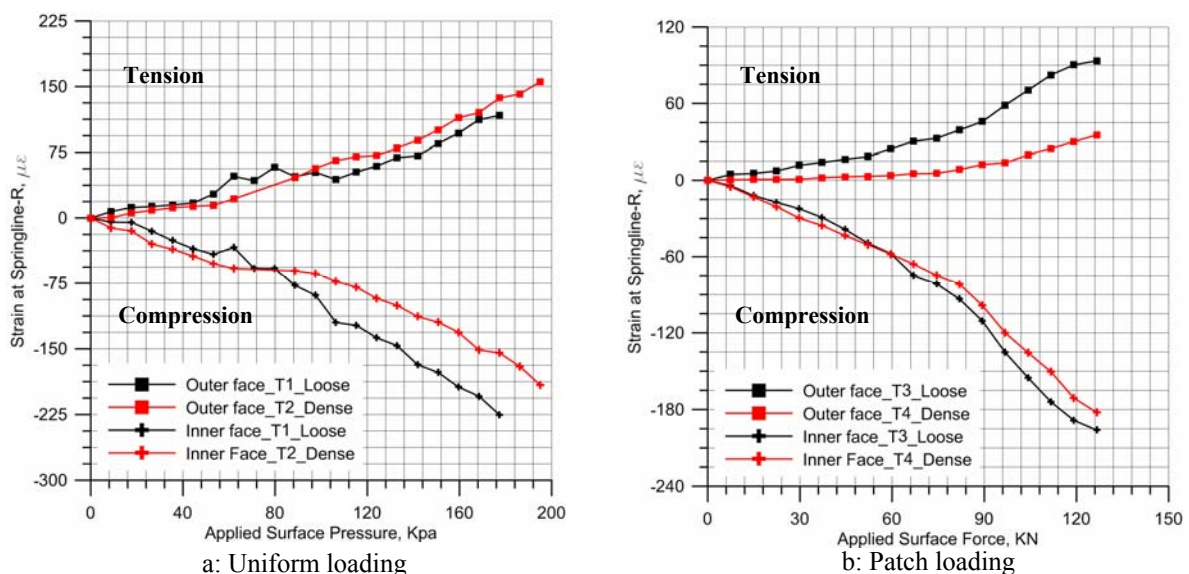 225
150
75
0
-75
-150
-225
-300
Strain at Springline-R, με
Tension
Compression
Outer face_T1_Loose
Outer face_T2_Dense
Inner face_T1_Loose
Inner Face_T2_Dense
0 40 80 120 160 200
Applied Surface Pressure, Kpa
a: Uniform loading
120
60
0
-60
-120
-180
-240
Strain at Springline-R, με
Tension
Compression
Outer face_T3_Loose
Outer face_T4_Dense
Inner face_T3_Loose
Inner Face_T4_Dense
0 30 60 90 120 150
Applied Surface Force, KN
b: Patch loading